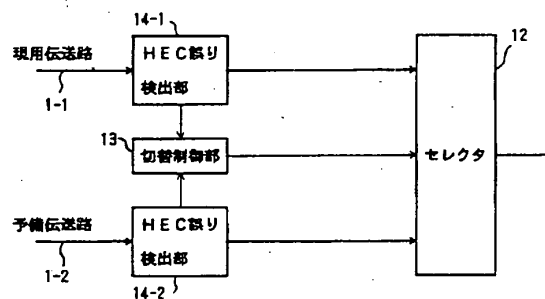 14-1
12
現用伝送路
HEC誤り
検出部
1-1
13
切替制御部
セレクタ
予備伝送路
HEC誤り
検出部
1-2
14-2